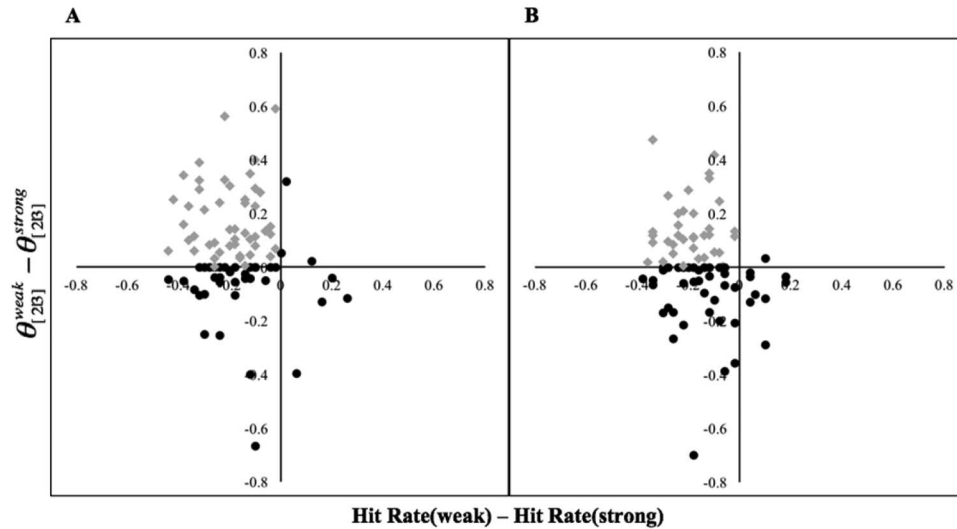 A B
0.8 0.8
0.6 0.6
0.4 0.4
0.2 0.2
0.0 0.0
-0.8 -0.6 -0.4 -0.2 0 0.2 0.4 0.6 0.8 -0.8 -0.6 -0.4 -0.2 0 0.2 0.4 0.6 0.8
-0.2 -0.2
-0.4 -0.4
-0.6 -0.6
-0.8 -0.8
θ[2|3]^weak − θ[2|3]^strong
Hit Rate(weak) – Hit Rate(strong)